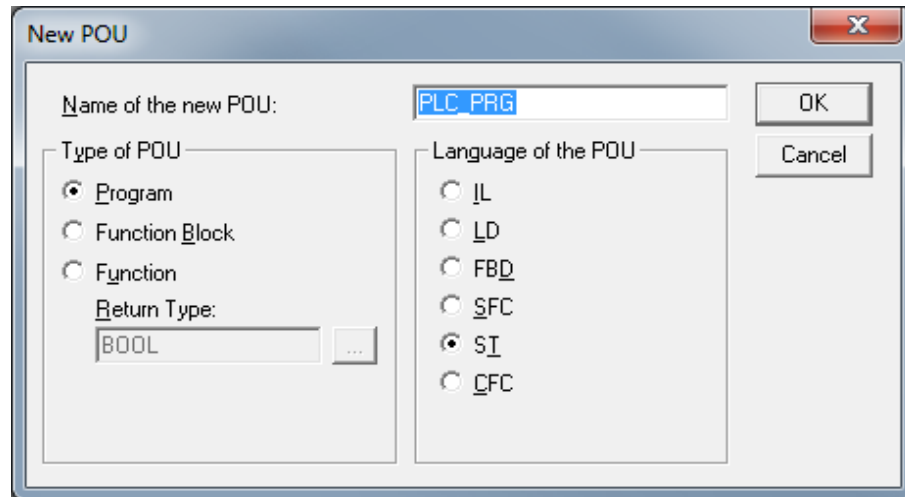 New POU
Name of the new POU:
PLC_PRG
OK
Cancel
Type of POU
Program
Function Block
Function
Return Type:
BOOL
...
Language of the POU
IL
LD
FBD
SFC
ST
CFC